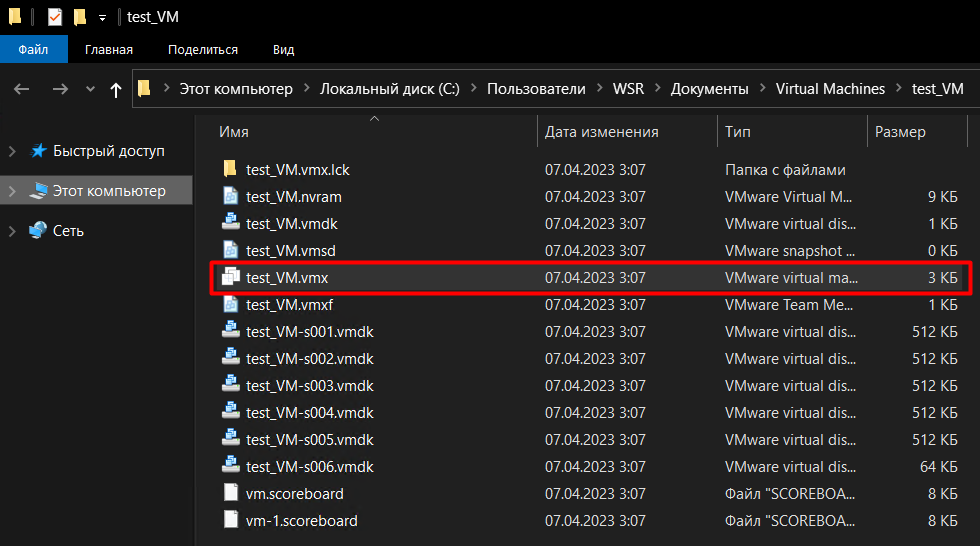 test_VM
Файл Главная Поделиться Вид
Этот компьютер Локальный диск (C:) Пользователи WSR Документы Virtual Machines test_VM
Имя Дата изменения Тип Размер
Быстрый доступ
Этот компьютер
Сеть
test_VM.vmx.lck 07.04.2023 3:07 Папка с файлами
test_VM.nvram 07.04.2023 3:07 VMware Virtual M... 9 КБ
test_VM.vmdk 07.04.2023 3:07 VMware virtual dis... 1 КБ
test_VM.vmsd 07.04.2023 3:07 VMware snapshot ... 0 КБ
test_VM.vmx 07.04.2023 3:07 VMware virtual ma... 3 КБ
test_VM.vmxf 07.04.2023 3:07 VMware Team Me... 1 КБ
test_VM-s001.vmdk 07.04.2023 3:07 VMware virtual dis... 512 КБ
test_VM-s002.vmdk 07.04.2023 3:07 VMware virtual dis... 512 КБ
test_VM-s003.vmdk 07.04.2023 3:07 VMware virtual dis... 512 КБ
test_VM-s004.vmdk 07.04.2023 3:07 VMware virtual dis... 512 КБ
test_VM-s005.vmdk 07.04.2023 3:07 VMware virtual dis... 512 КБ
test_VM-s006.vmdk 07.04.2023 3:07 VMware virtual dis... 64 КБ
vm.scoreboard 07.04.2023 3:07 Файл "SCOREBOA... 8 КБ
vm-1.scoreboard 07.04.2023 3:07 Файл "SCOREBOA... 8 КБ